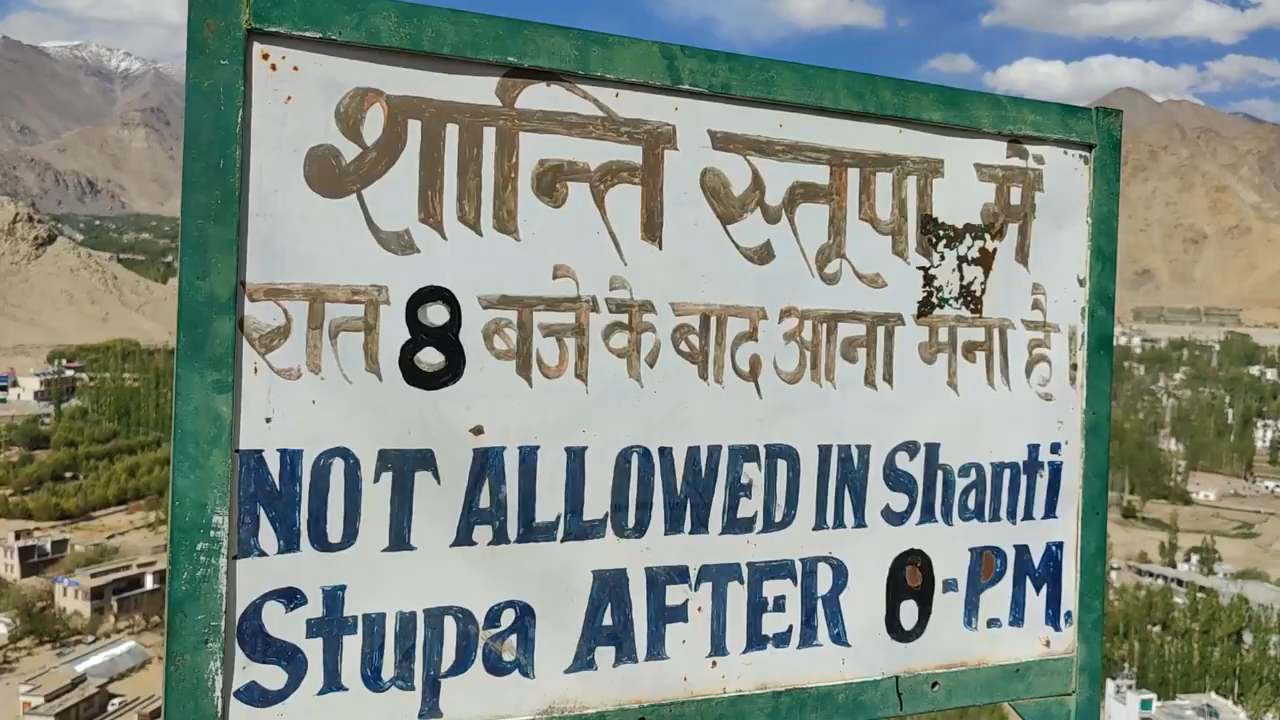 शान्ति स्तूपा में
रात 8 बजे के बाद आना मना है।
NOT ALLOWED IN Shanti
Stupa AFTER 8-P.M.